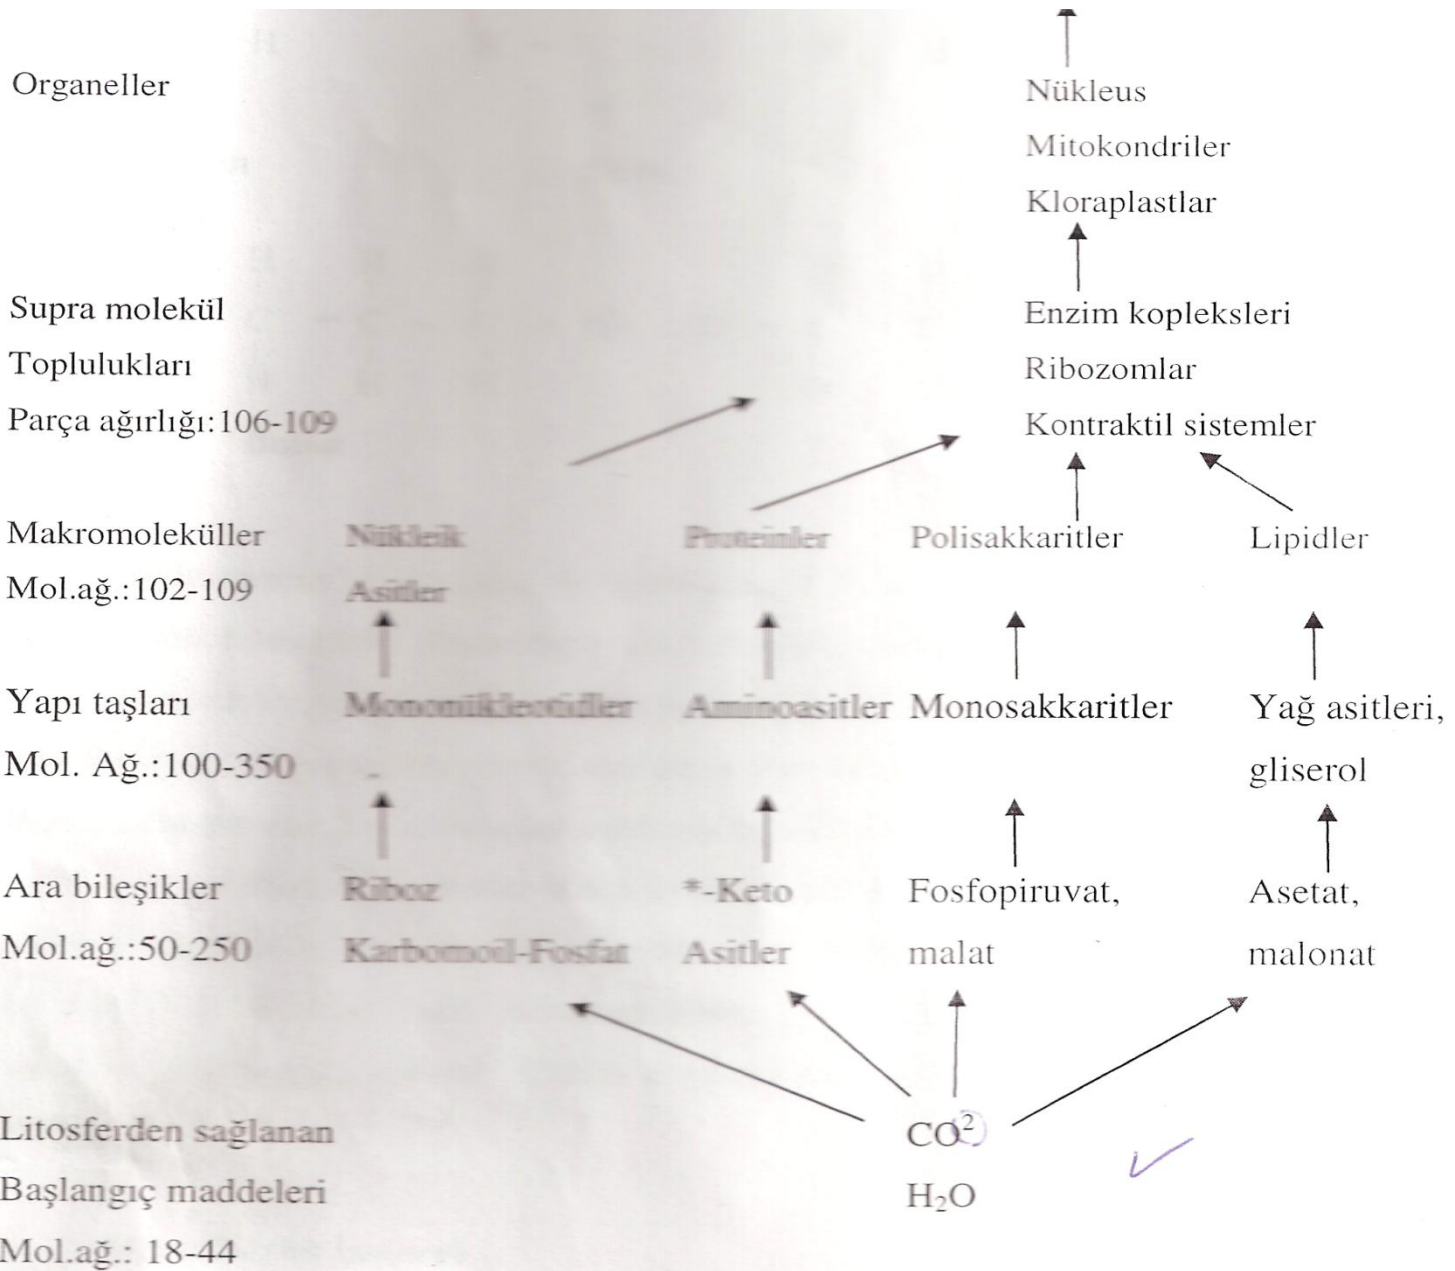 Organeller Nükleus
Mitokondriler
Kloraplastlar
Supra molekül Enzim kopleksleri
Toplulukları Ribozomlar
Parça ağırlığı:106-109 Kontraktil sistemler
Makromoleküller Nükleik Proteinler Polisakkaritler Lipidler
Mol.ağ.:102-109 Asitler
Yapı taşları Mononükleotidler Aminoasitler Monosakkaritler Yağ asitleri,
Mol. Ağ.:100-350 - gliserol
Ara bileşikler Riboz *-Keto Fosfopiruvat, Asetat,
Mol.ağ.:50-250 Karbomoil-Fosfat Asitler malat malonat
Litosferden sağlanan CO²
Başlangıç maddeleri H₂O
Mol.ağ.: 18-44